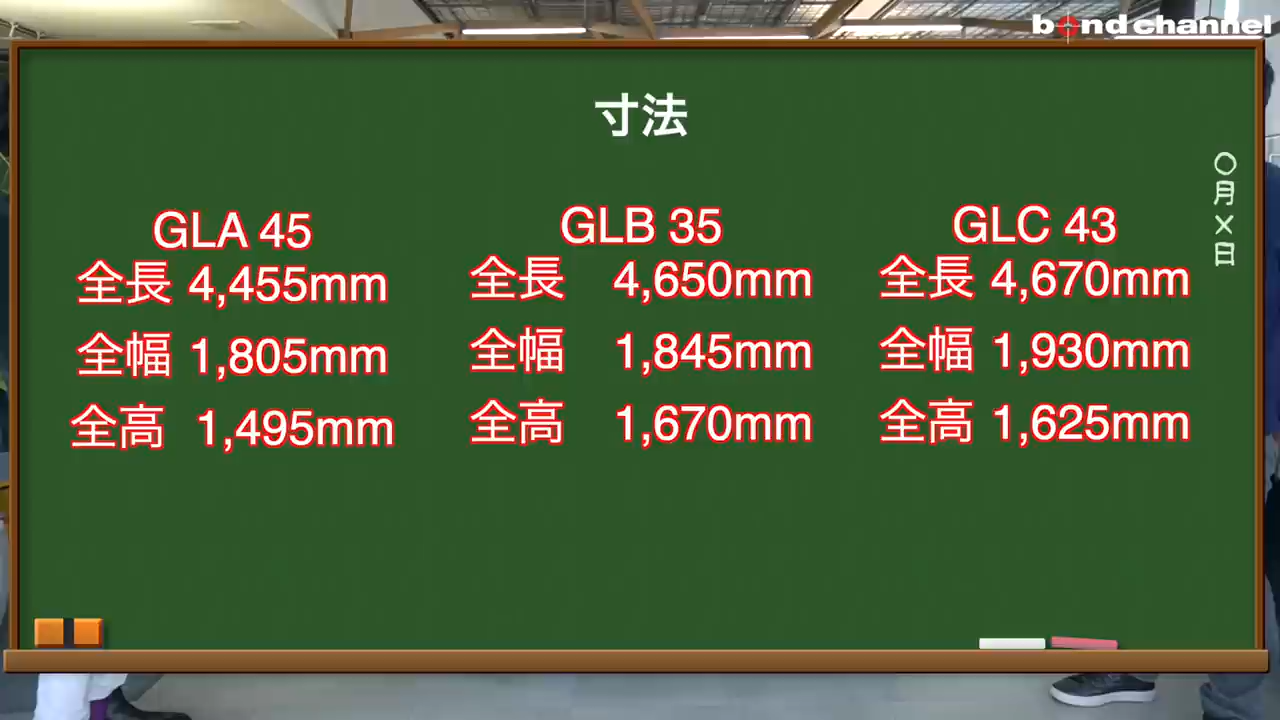 bond channel
寸法
〇月×日
GLA 45
全長 4,455mm
全幅 1,805mm
全高 1,495mm
GLB 35
全長 4,650mm
全幅 1,845mm
全高 1,670mm
GLC 43
全長 4,670mm
全幅 1,930mm
全高 1,625mm